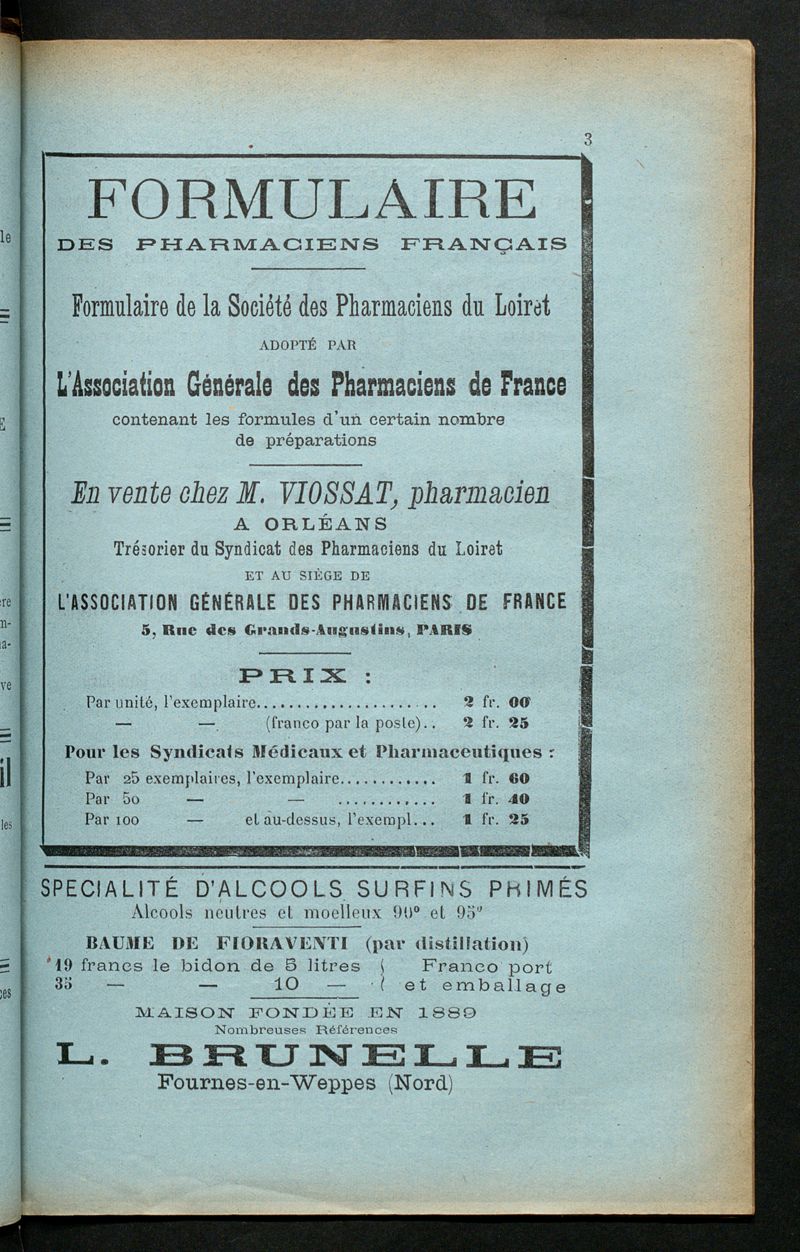 3
FORMULAIRE
DES PHARMACIENS FRANÇAIS
Formulaire de la Société des Pharmaciens du Loiret
ADOPTÉ PAR
L'Association Générale des Pharmaciens de France
contenant les formules d'un certain nombre
de préparations
En vente chez M. VIOSSAT, pharmacien
A ORLÉANS
Trésorier du Syndicat des Pharmaciens du Loiret
ET AU SIÈGE DE
L'ASSOCIATION GÉNÉRALE DES PHARMACIENS DE FRANCE
5, Rue des Grands-Augustins, PARIS
PRIX :
Par unité, l'exemplaire...................... 2 fr. 00
— — (franco par la poste).. 2 fr. 25
Pour les Syndicats Médicaux et Pharmaceutiques :
Par 25 exemplaires, l'exemplaire............ 1 fr. 60
Par 50 — — ............ 1 fr. 40
Par 100 — et au-dessus, l'exempl... 1 fr. 25
SPECIALITÉ D'ALCOOLS SURFINS PRIMÉS
Alcools neutres et moelleux 90° et 95°
BAUME DE FIORAVENTI (par distillation)
19 francs le bidon de 5 litres { Franco port
35 — — 10 — { et emballage
MAISON FONDÉE EN 1889
Nombreuses Références
L. BRUNELLE
Fournes-en-Weppes (Nord)